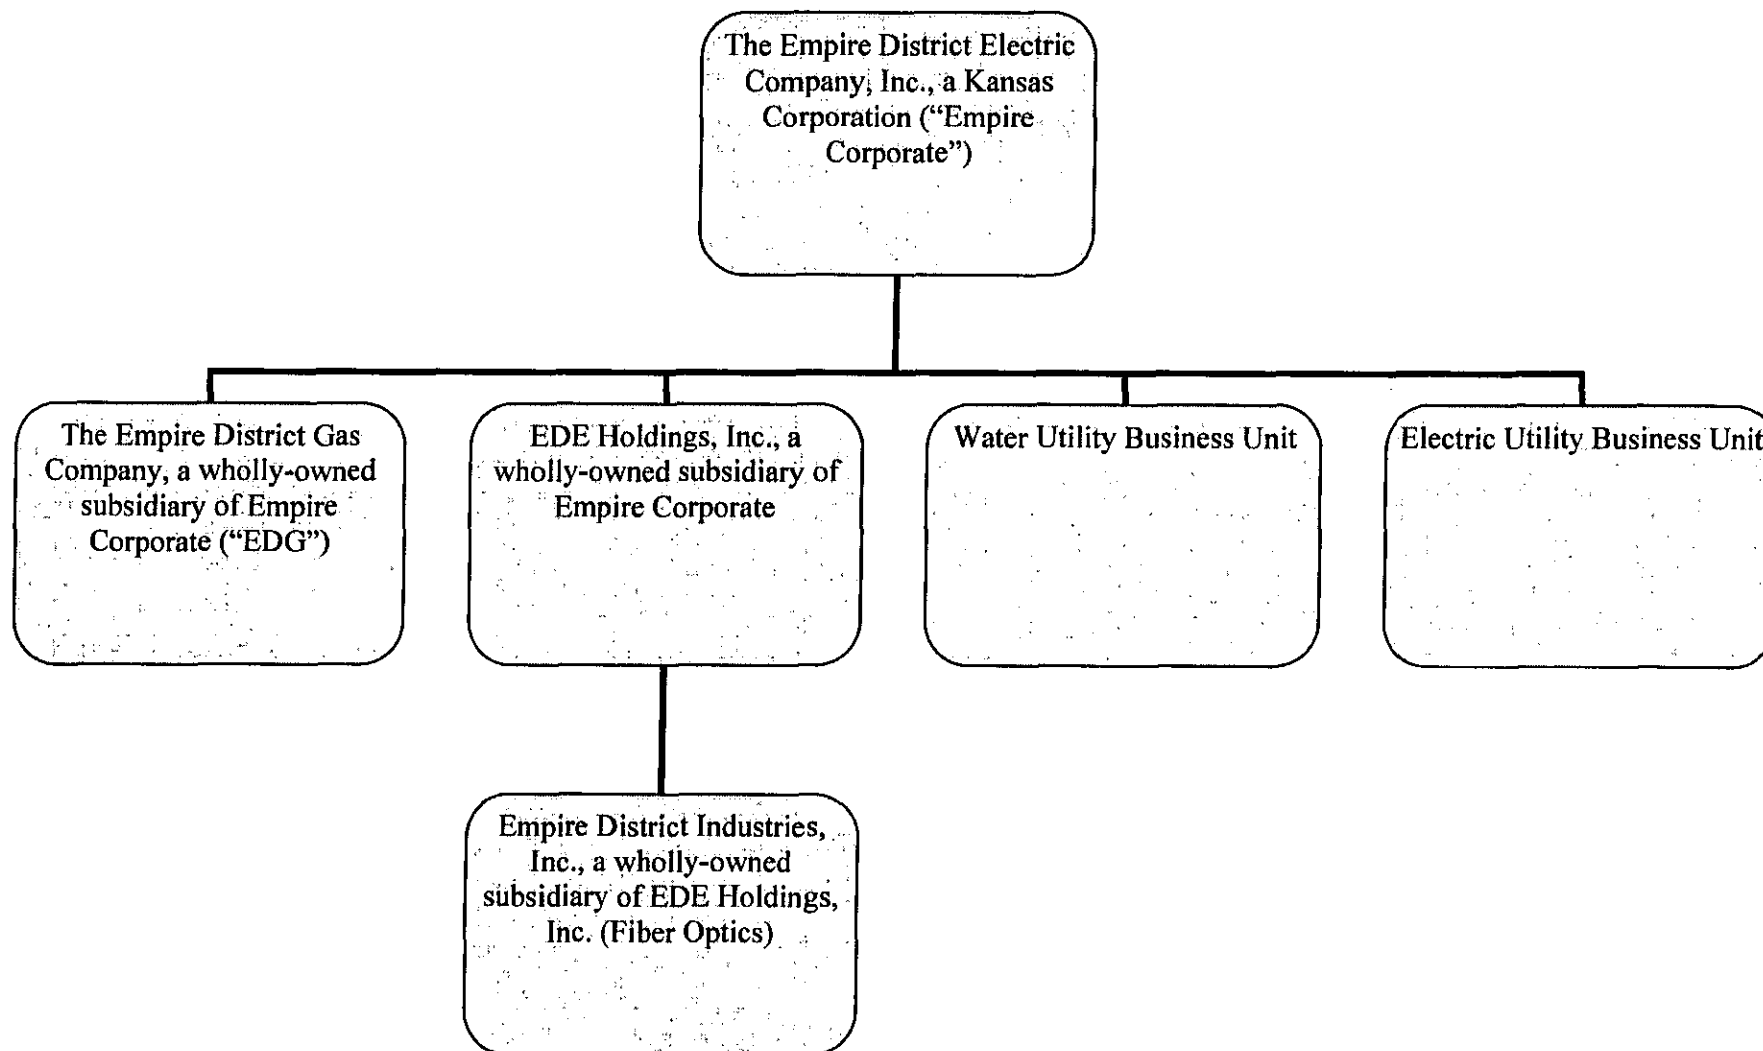 The Empire District Electric
Company, Inc., a Kansas
Corporation (“Empire
Corporate”)
The Empire District Gas
Company, a wholly-owned
subsidiary of Empire
Corporate (“EDG”)
EDE Holdings, Inc., a
wholly-owned subsidiary of
Empire Corporate
Water Utility Business Unit
Electric Utility Business Unit
Empire District Industries,
Inc., a wholly-owned
subsidiary of EDE Holdings,
Inc. (Fiber Optics)